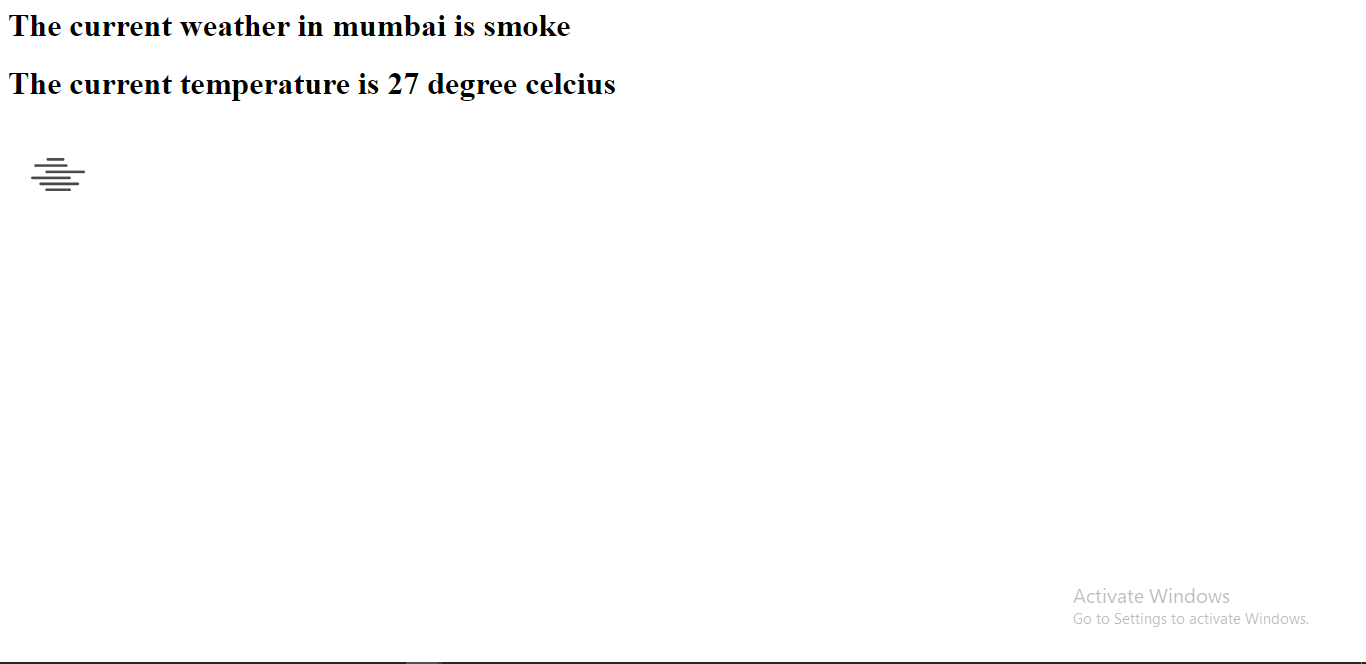 The current weather in mumbai is smoke
The current temperature is 27 degree celcius
Activate Windows
Go to Settings to activate Windows.